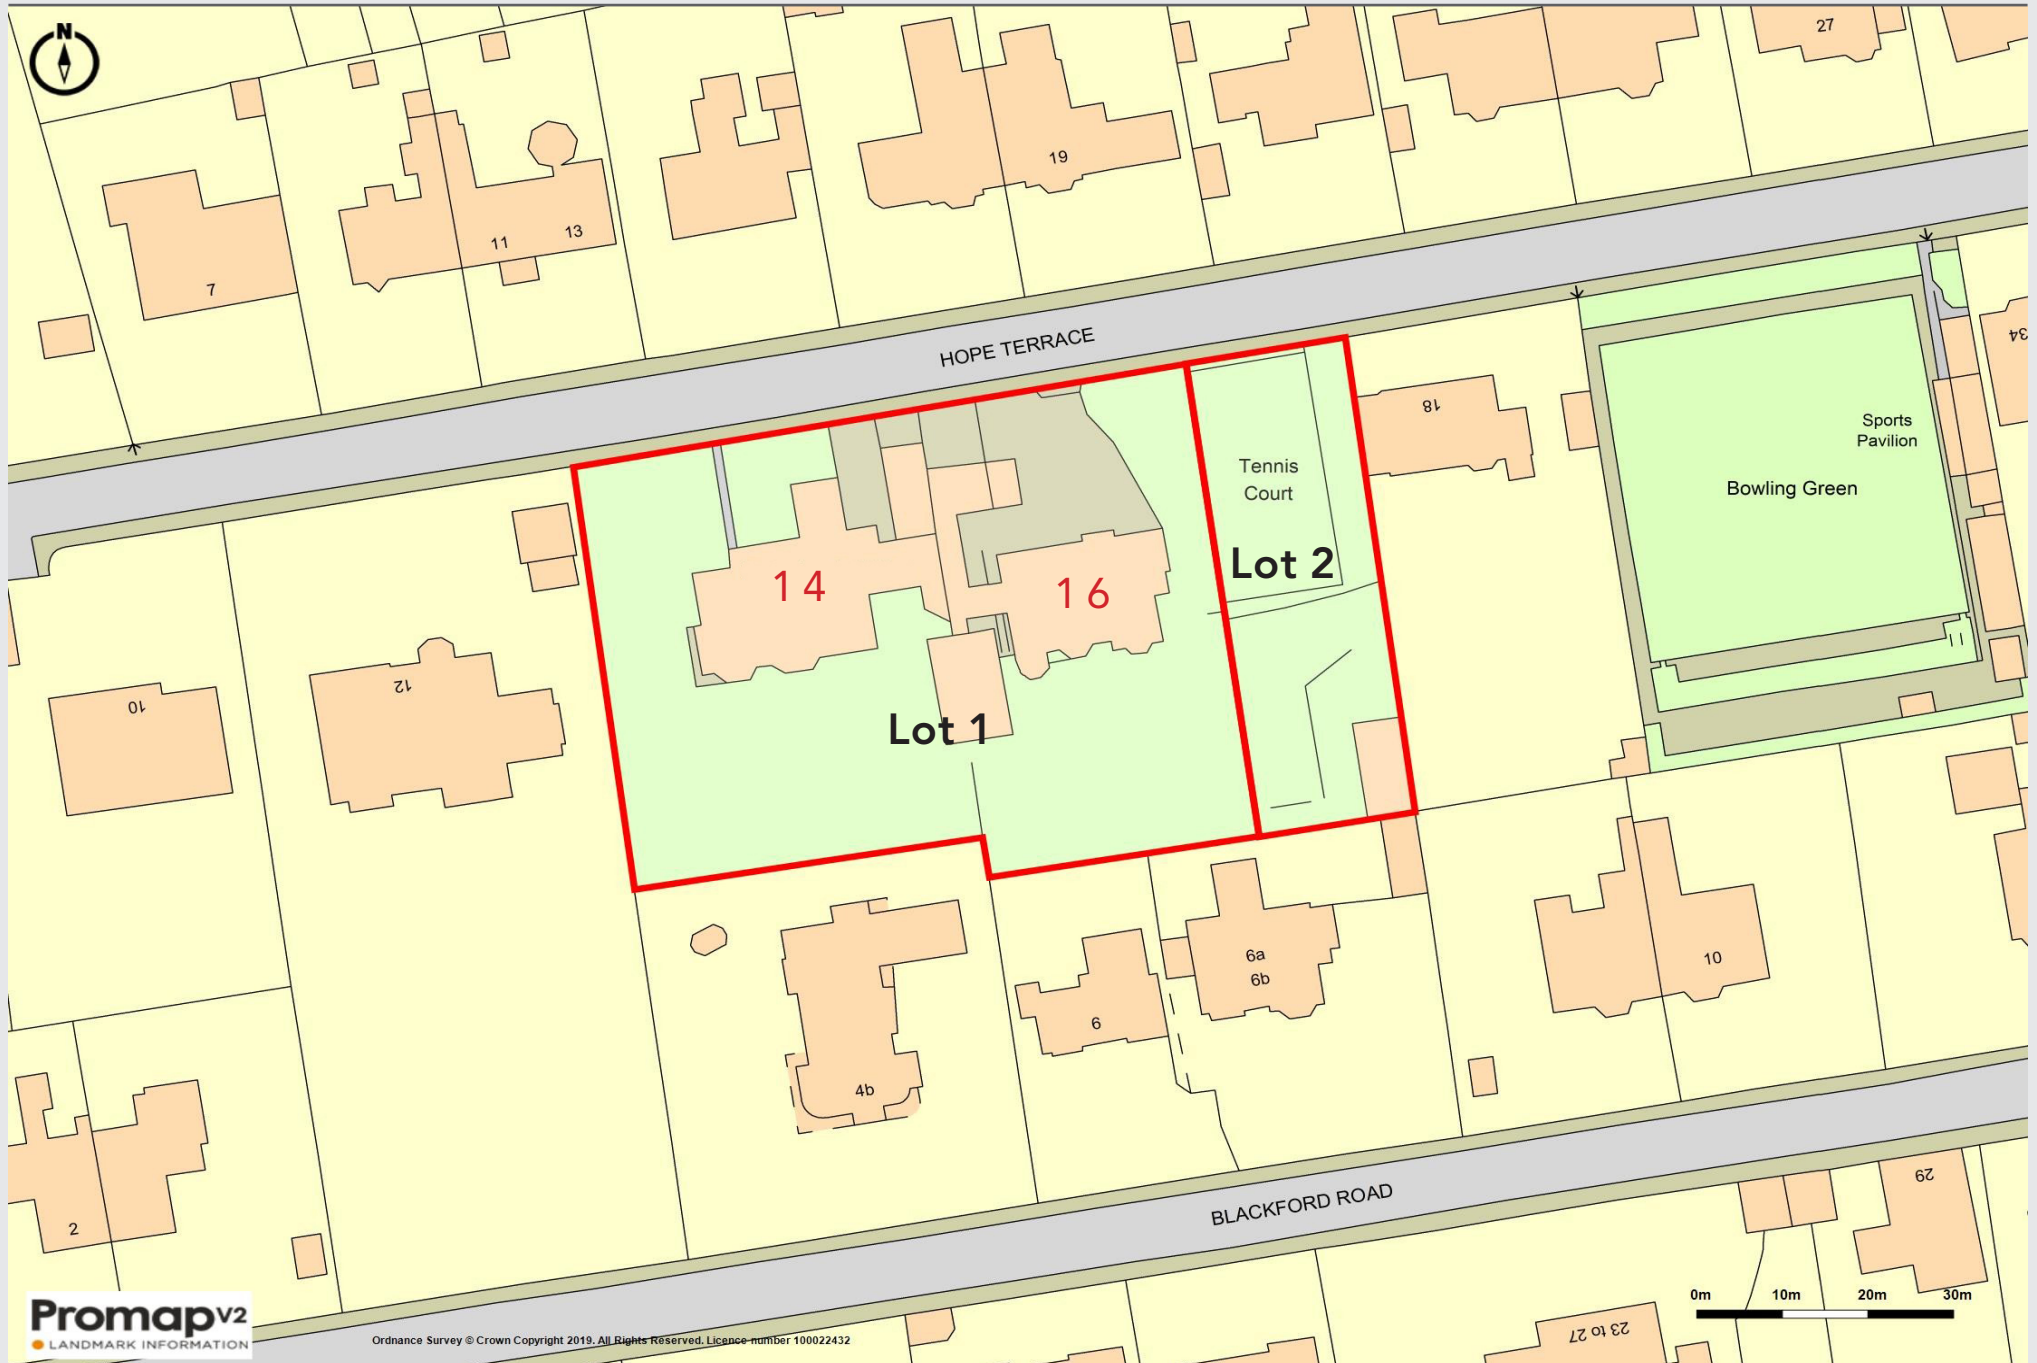 N
27
19
11
13
7
HOPE TERRACE
34
18
Sports
Pavilion
Tennis
Court
Bowling Green
Lot 2
14
16
12
10
Lot 1
6a
6b
10
6
4b
BLACKFORD ROAD
29
2
0m 10m 20m 30m
23 to 27
Promap V2
LANDMARK INFORMATION
Ordnance Survey © Crown Copyright 2019. All Rights Reserved. Licence number 100022432